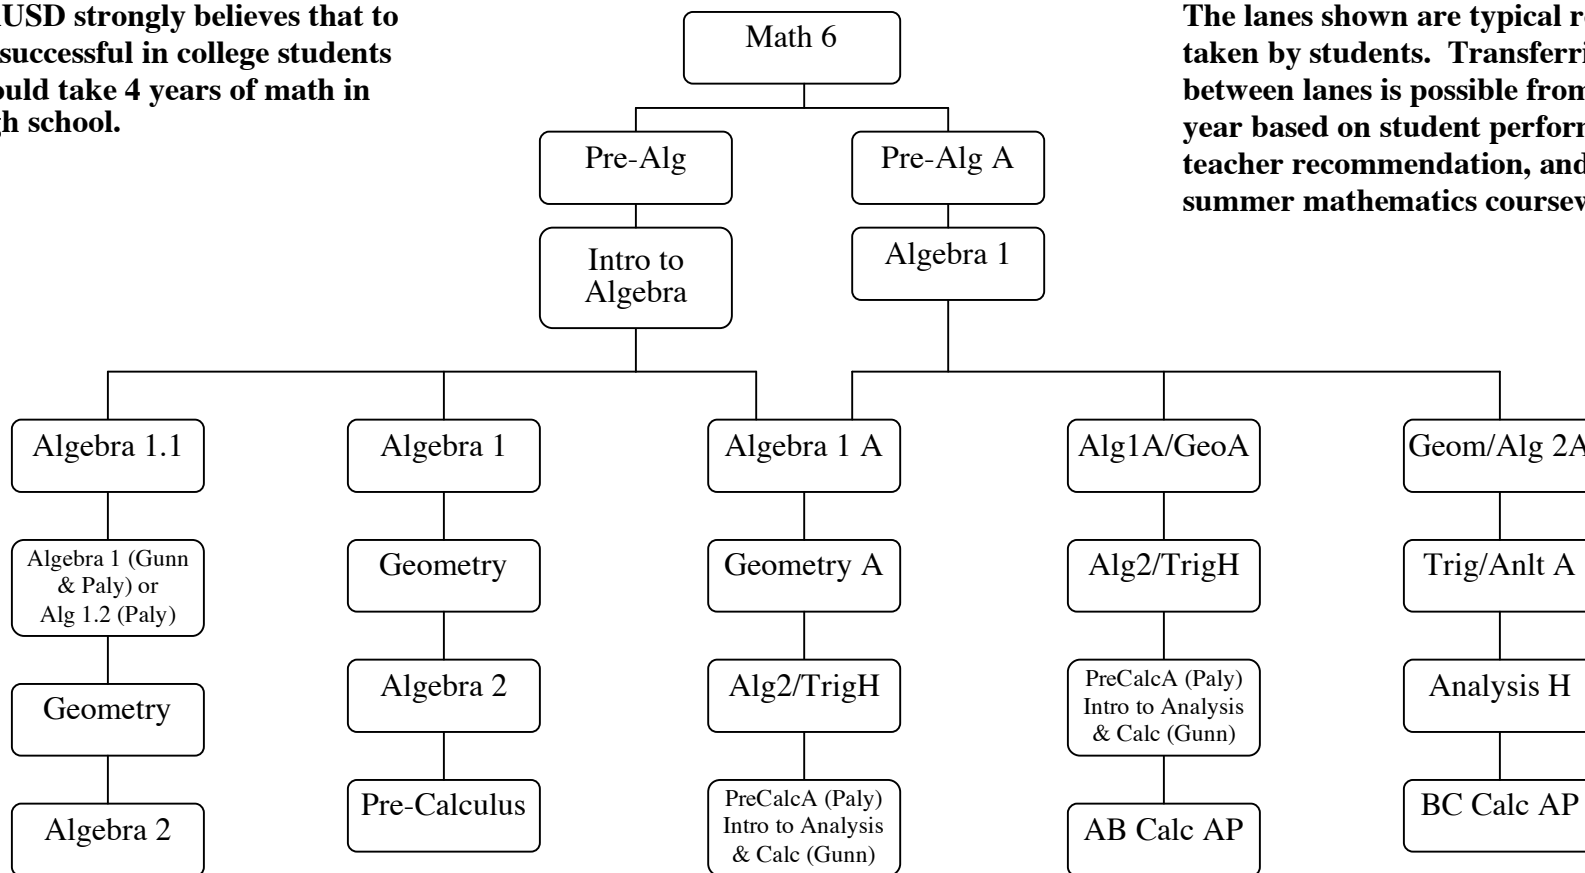 strongly believes that to
successful in college students
take 4 years of math in
school.
The lanes shown are typical
taken by students.
between lanes is possible from
year based on student
teacher recommendation, and
summer mathematics
Math 6
Pre-Alg
Pre-Alg A
Intro to
Algebra
Algebra 1
Algebra 1.1
Algebra 1
Algebra 1 A
Alg1A/GeoA
Geom/Alg 2A
Algebra 1 (Gunn
& Paly) or
Alg 1.2 (Paly)
Geometry
Geometry A
Alg2/TrigH
Trig/Anlt A
Geometry
Algebra 2
Alg2/TrigH
PreCalcA (Paly)
Intro to Analysis
& Calc (Gunn)
Analysis H
Algebra 2
Pre-Calculus
PreCalcA (Paly)
Intro to Analysis
& Calc (Gunn)
AB Calc AP
BC Calc AP